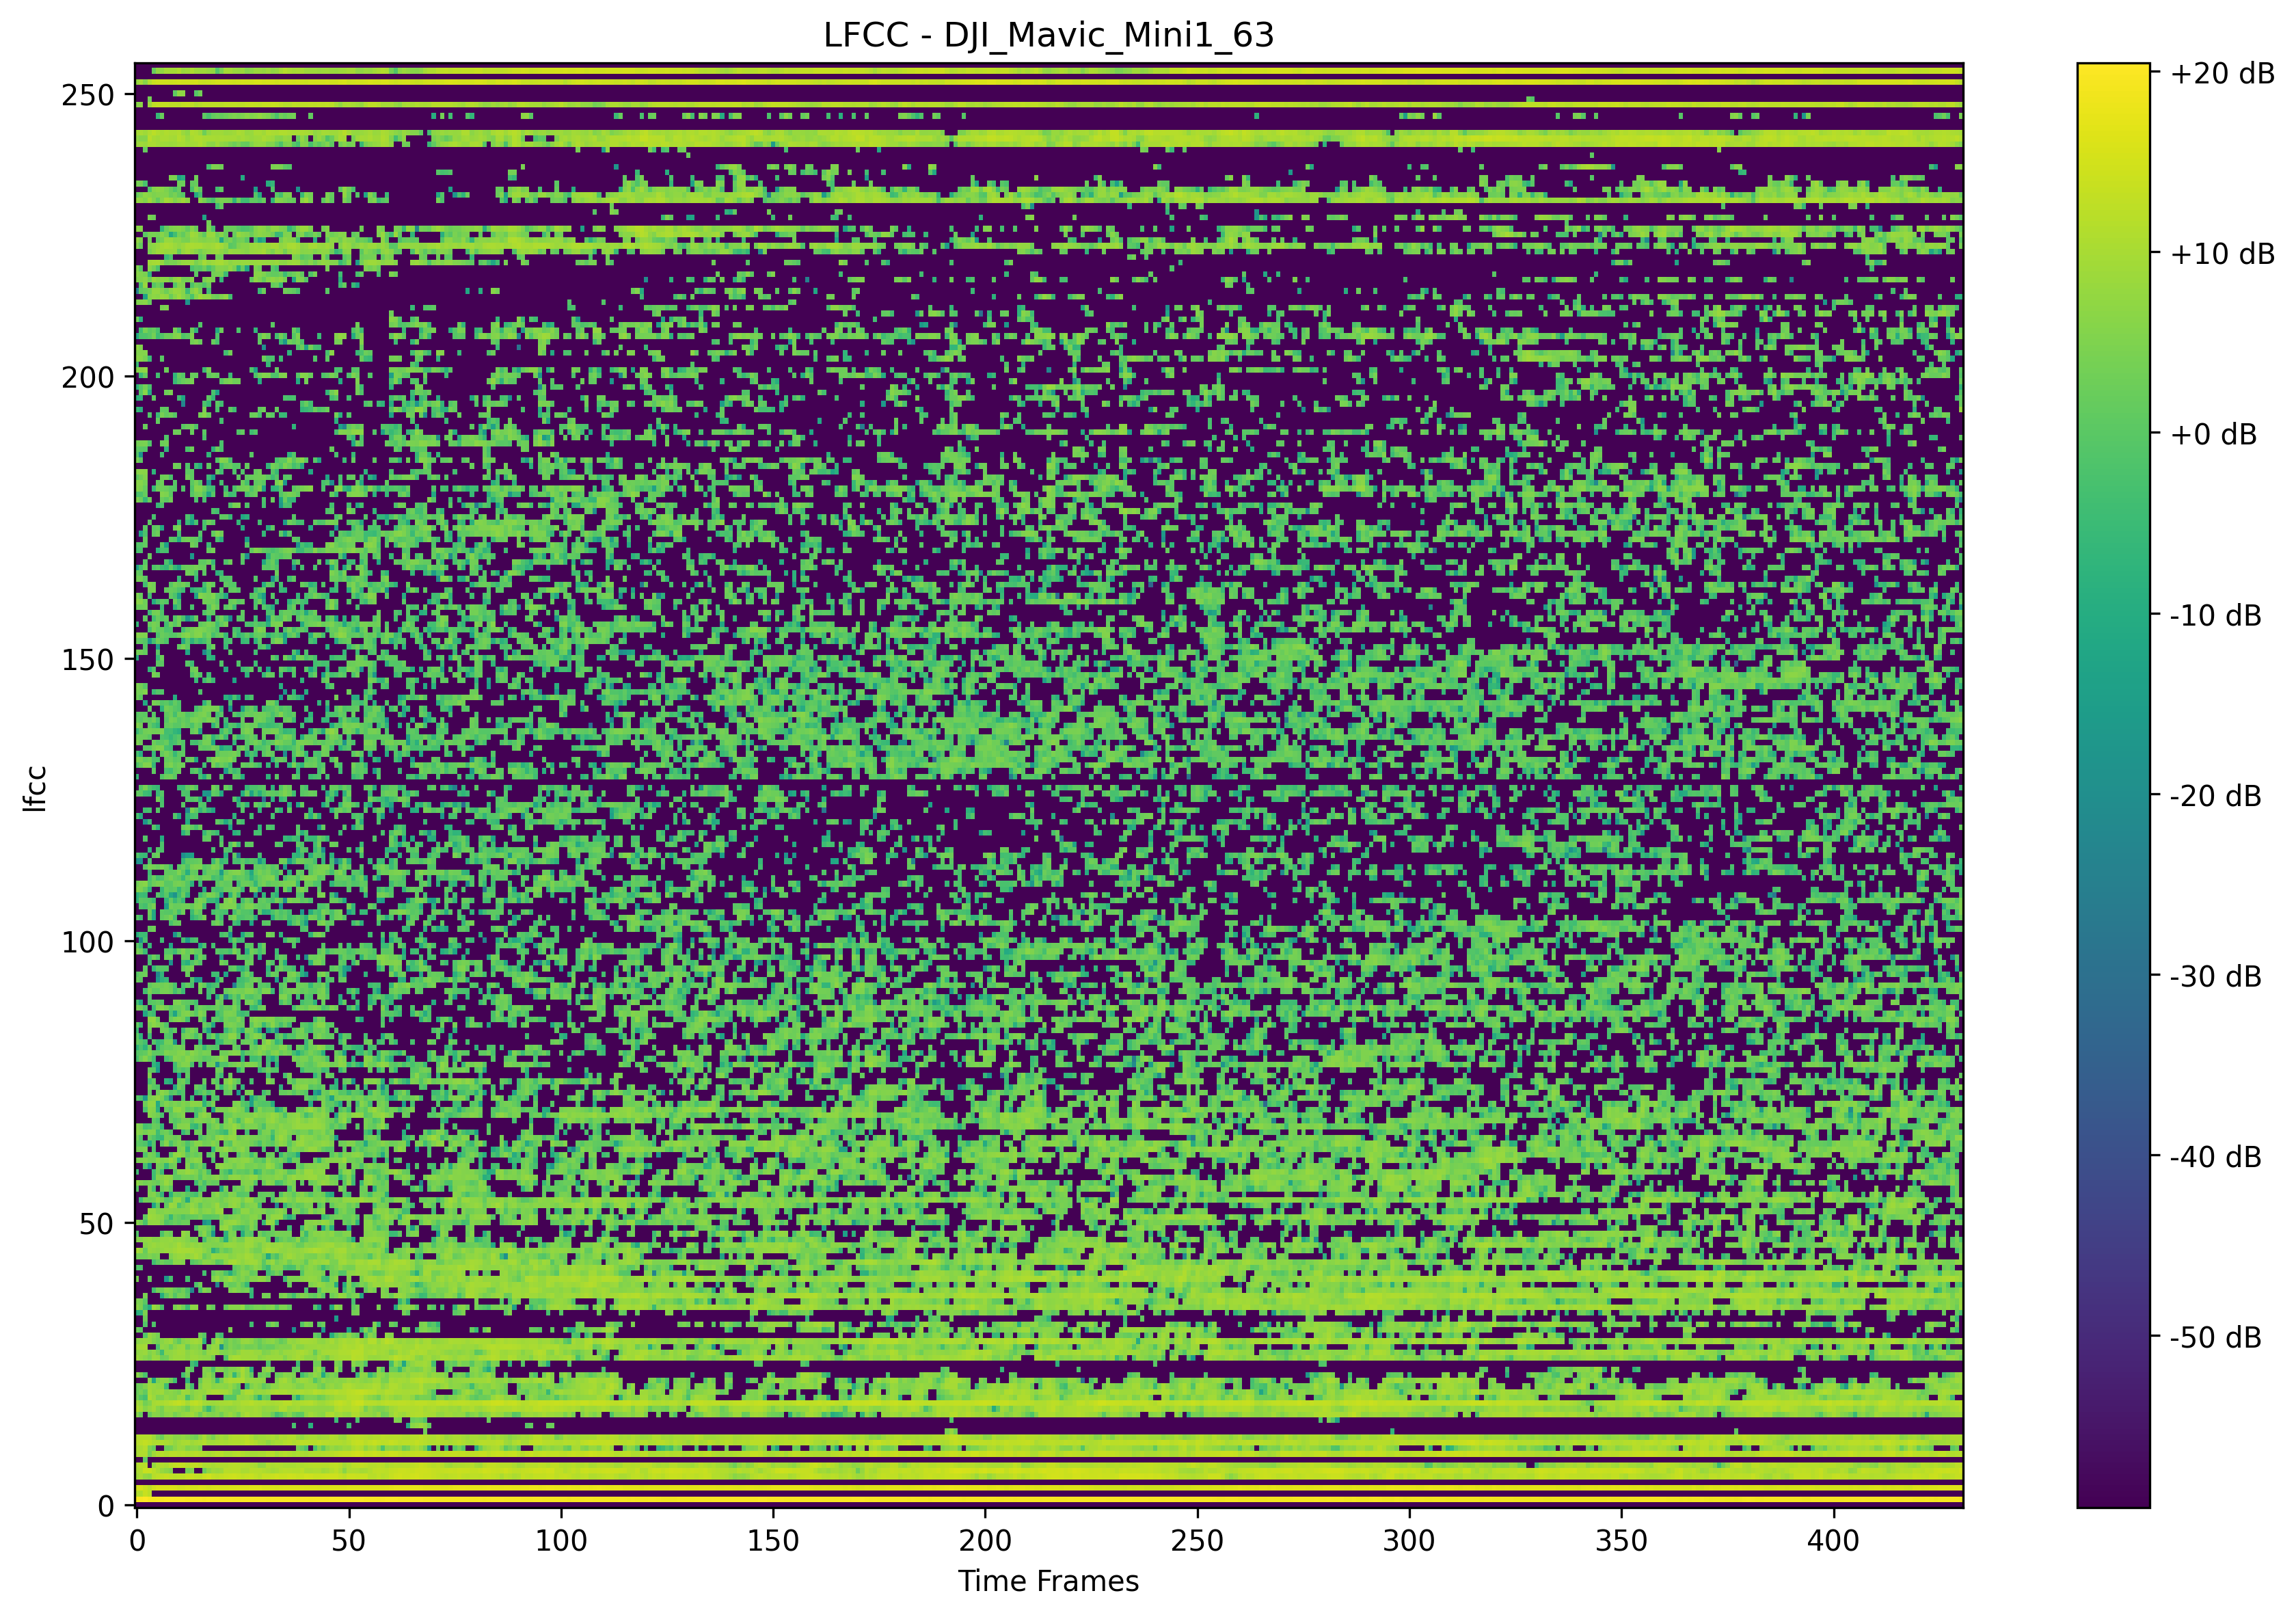 LFCC - DJI_Mavic_Mini1_63
lfcc
250
200
150
100
50
0
0 50 100 150 200 250 300 350 400
Time Frames
+20 dB
+10 dB
+0 dB
-10 dB
-20 dB
-30 dB
-40 dB
-50 dB